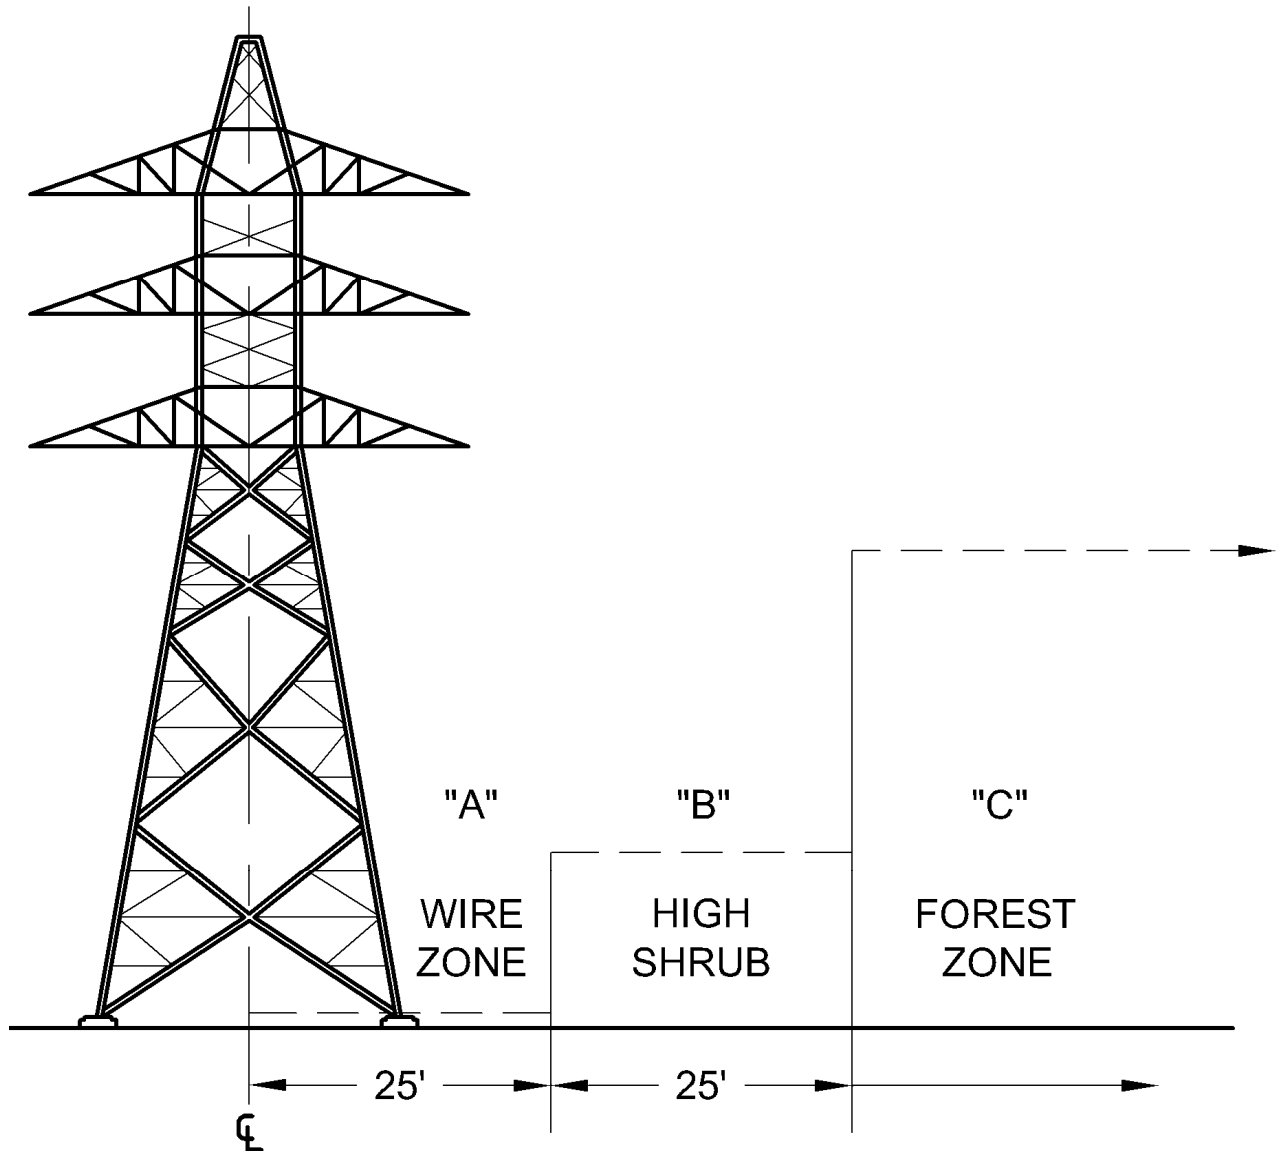 "A"
"B"
"C"
WIRE
ZONE
HIGH
SHRUB
FOREST
ZONE
25'
25'
℄